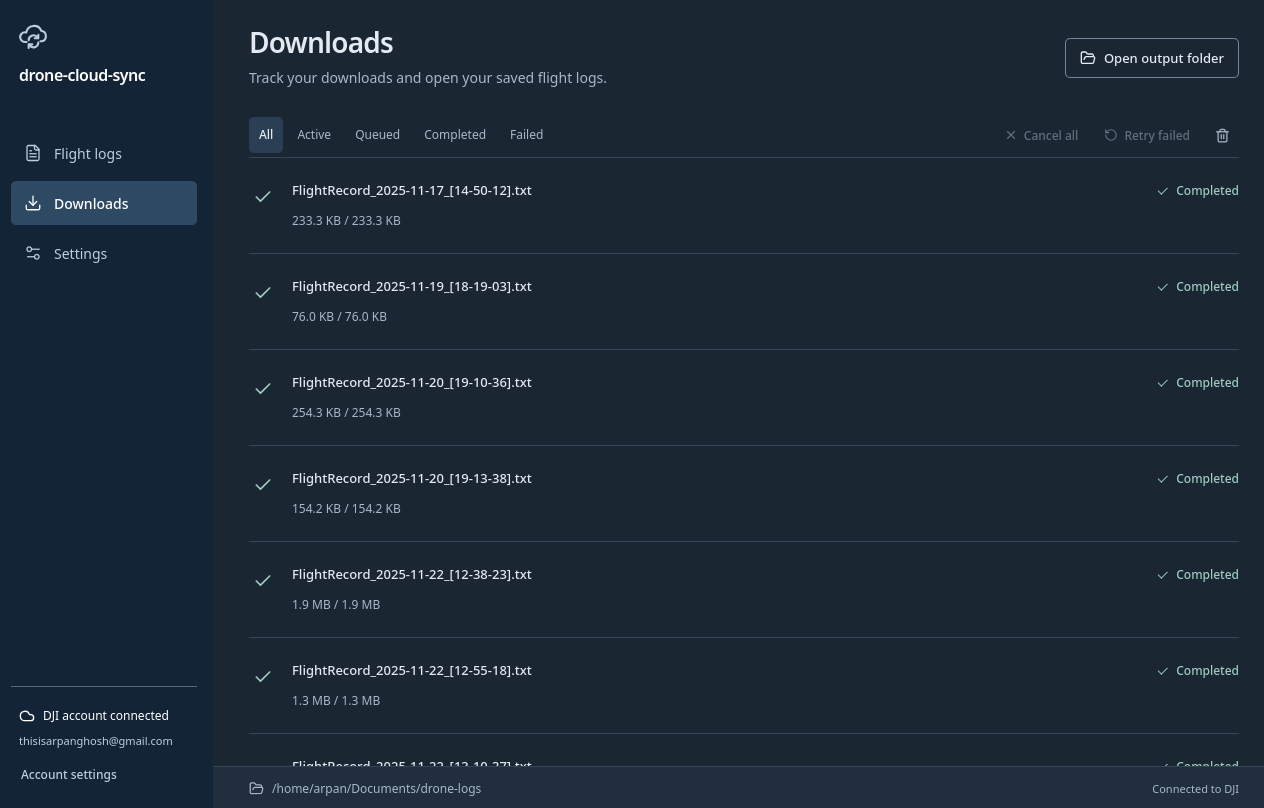 drone-cloud-sync
Flight logs
Downloads
Settings
DJI account connected
thisisarpanghosh@gmail.com
Account settings
Downloads
Track your downloads and open your saved flight logs.
Open output folder
All Active Queued Completed Failed Cancel all Retry failed
FlightRecord_2025-11-17_[14-50-12].txt Completed
233.3 KB / 233.3 KB
FlightRecord_2025-11-19_[18-19-03].txt Completed
76.0 KB / 76.0 KB
FlightRecord_2025-11-20_[19-10-36].txt Completed
254.3 KB / 254.3 KB
FlightRecord_2025-11-20_[19-13-38].txt Completed
154.2 KB / 154.2 KB
FlightRecord_2025-11-22_[12-38-23].txt Completed
1.9 MB / 1.9 MB
FlightRecord_2025-11-22_[12-55-18].txt Completed
1.3 MB / 1.3 MB
Completed
/home/arpan/Documents/drone-logs Connected to DJI